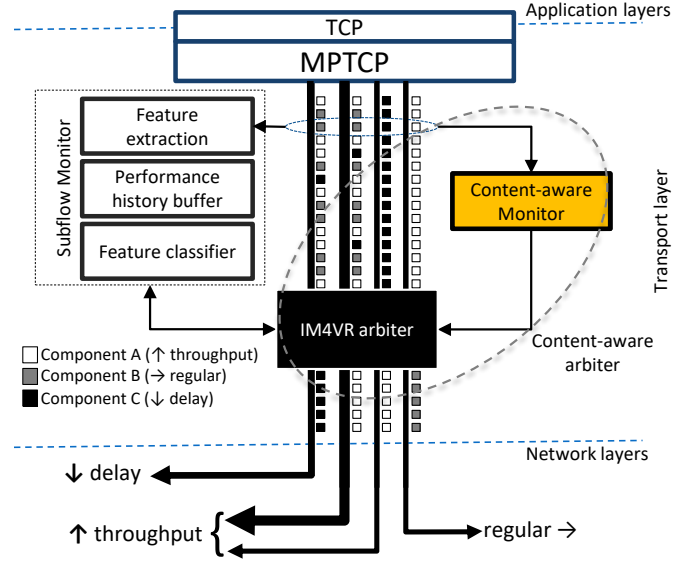 Application layers
TCP
MPTCP
Subflow Monitor
Feature
extraction
Performance
history buffer
Feature classifier
Content-aware
Monitor
Transport layer
IM4VR arbiter
Content-aware
arbiter
Component A (↑ throughput)
Component B (→ regular)
Component C (↓ delay)
Network layers
↓ delay
↑ throughput {
regular →